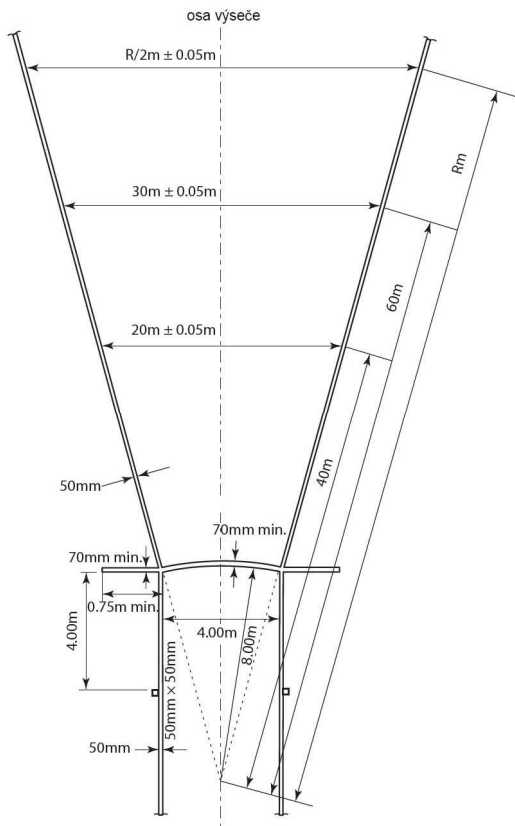 osa výseče
R/2m ± 0.05m
Rm
30m ± 0.05m
60m
20m ± 0.05m
40m
50mm
70mm min.
70mm min.
0.75m min.
4.00m
4.00m
8.00m
50mm × 50mm
50mm